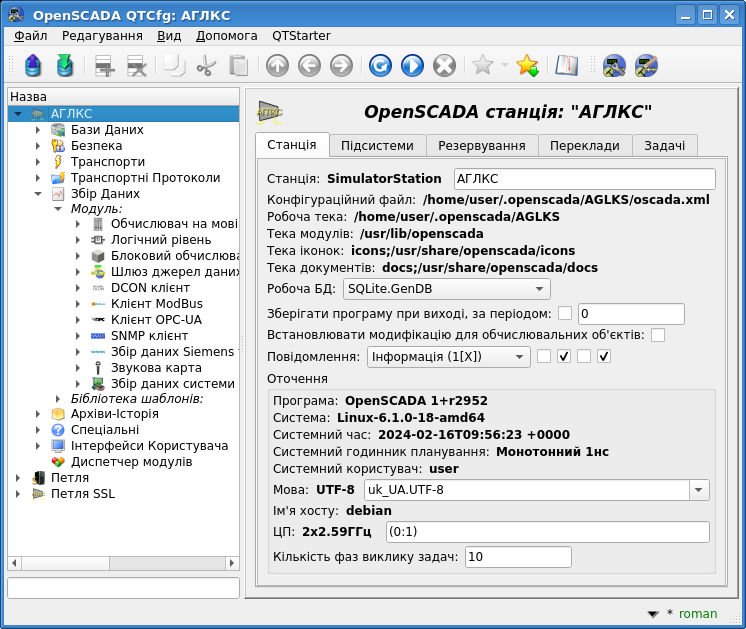 OpenSCADA QTCfg: АГЛКС
Файл Редагування Вид Допомога QTStarter
Назва
АГЛКС
Бази Даних
Безпека
Транспорти
Транспортні Протоколи
Збір Даних
Модуль:
Обчислювач на мові
Логічний рівень
Блоковий обчислюва
Шлюз джерел даних
DCON клієнт
Клієнт ModBus
Клієнт OPC-UA
SNMP клієнт
Збір даних Siemens
Звукова карта
Збір даних системи
Бібліотека шаблонів:
Архіви-Історія
Спеціальні
Інтерфейси Користувача
Диспетчер модулів
Петля
Петля SSL
АГЛКС
OpenSCADA станція: "АГЛКС"
Станція Підсистеми Резервування Переклади Задачі
Станція: SimulatorStation АГЛКС
Конфігураційний файл: /home/user/.openscada/AGLKS/oscada.xml
Робоча тека: /home/user/.openscada/AGLKS
Тека модулів: /usr/lib/openscada
Тека іконок: icons;/usr/share/openscada/icons
Тека документів: docs;/usr/share/openscada/docs
Робоча БД: SQLite.GenDB
Зберігати програму при виході, за періодом: 0
Встановлювати модифікацію для обчислювальних об'єктів:
Повідомлення: Інформація (1[X])
Оточення
Програма: OpenSCADA 1+r2952
Система: Linux-6.1.0-18-amd64
Системний час: 2024-02-16T09:56:23 +0000
Системний годинник планування: Монотонний 1нс
Системний користувач: user
Мова: UTF-8 uk_UA.UTF-8
Ім'я хосту: debian
ЦП: 2x2.59ГГц (0:1)
Кількість фаз виклику задач: 10
* roman